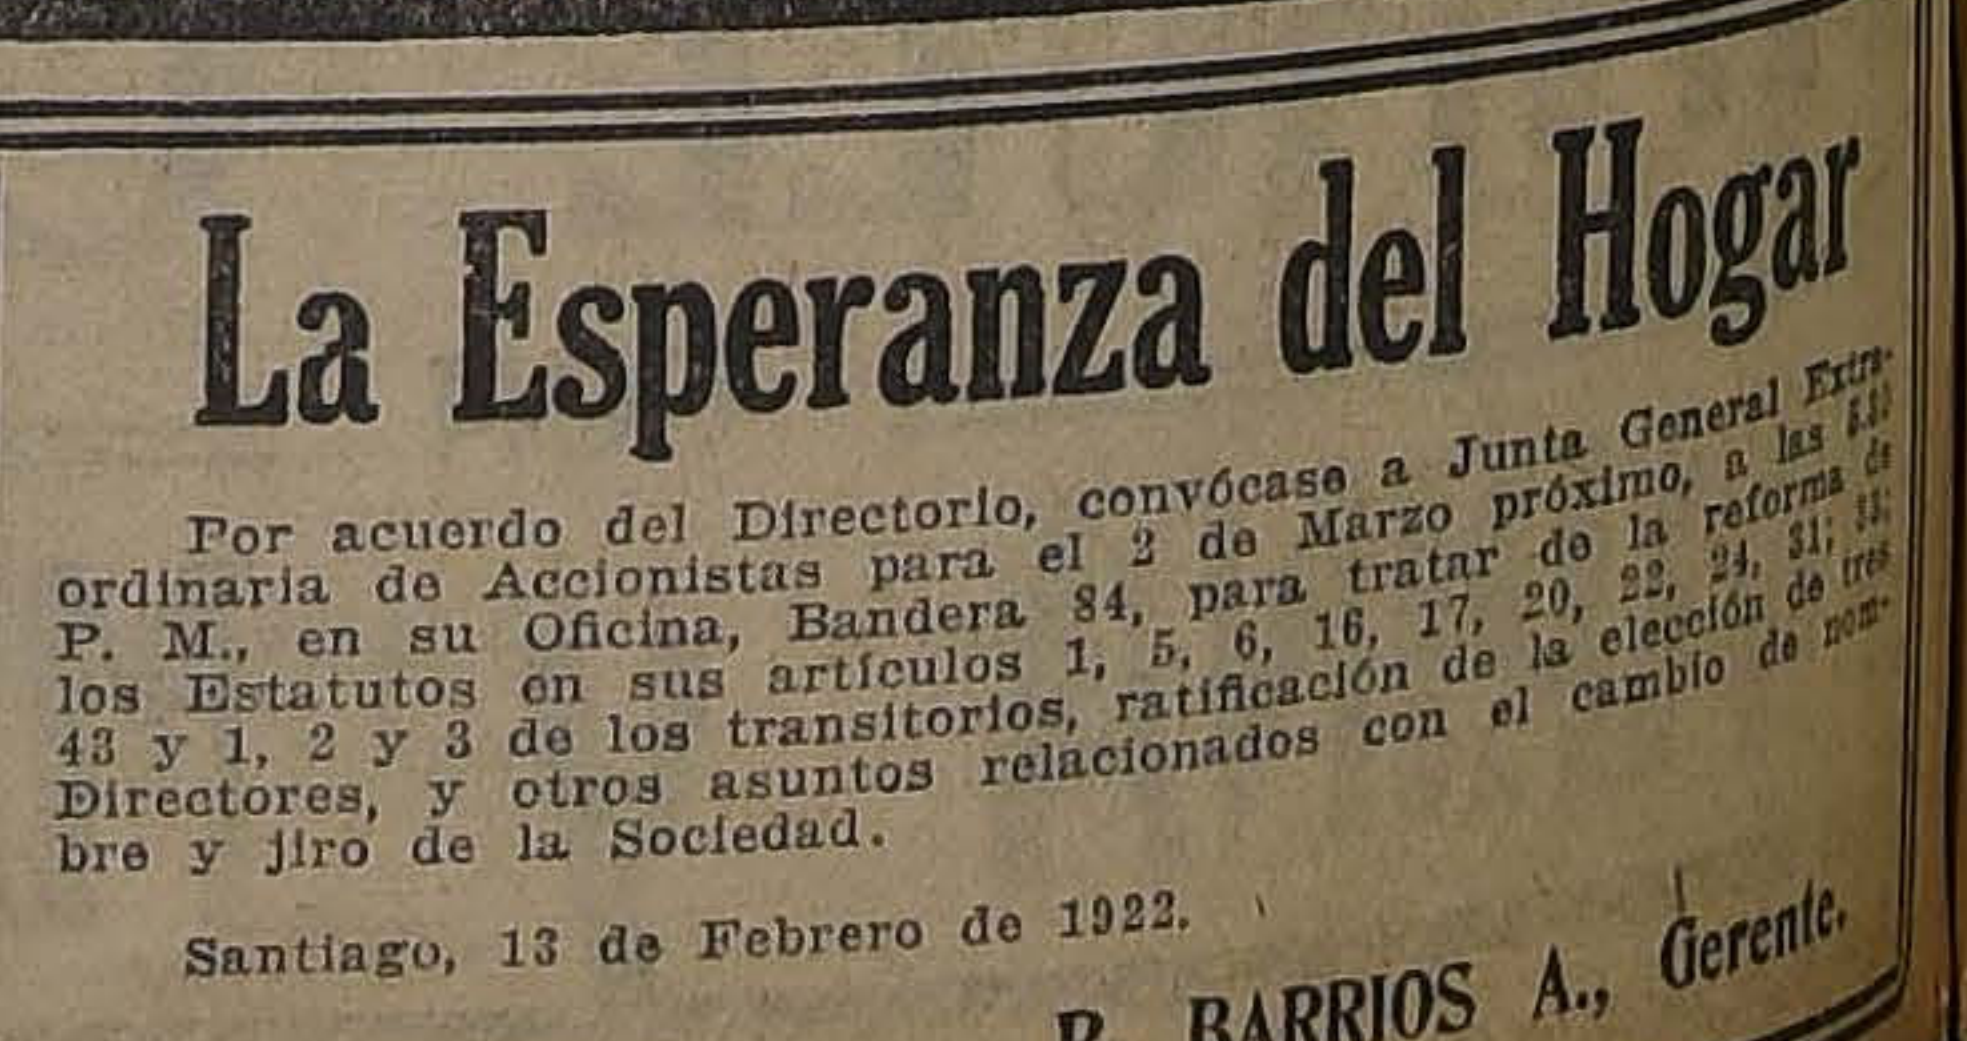 La Esperanza del Hogar
Por acuerdo del Directorio, convócase a Junta General Extra-
ordinaria de Accionistas para el 2 de Marzo próximo, a las
P. M., en su Oficina, Bandera 84, para tratar de la reforma de
los Estatutos en sus artículos 1, 5, 6, 16, 17, 20, 22, 24, 31;
43 y 1, 2 y 3 de los transitorios, ratificación de la elección de tres
Directores, y otros asuntos relacionados con el cambio de nom-
bre y jiro de la Sociedad.
Santiago, 13 de Febrero de 1922.
BARRIOS A., Gerente.